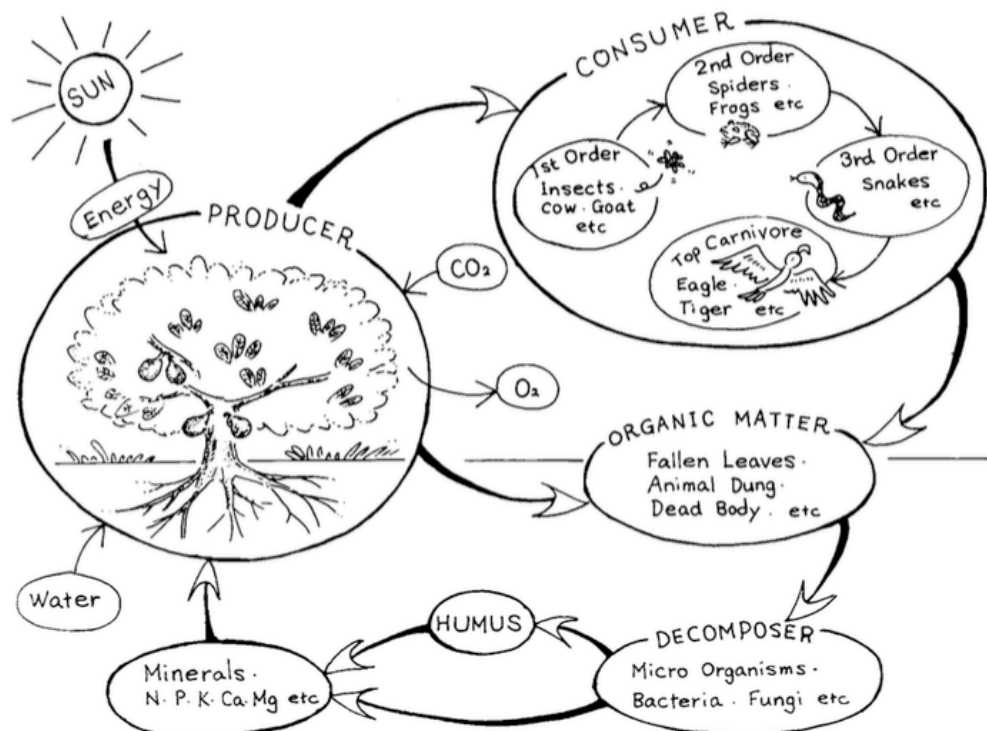 SUN
Energy
PRODUCER
CO₂
O₂
Water
CONSUMER
1st Order
Insects.
Cow. Goat
etc
2nd Order
Spiders.
Frogs etc
3rd Order
Snakes
etc
Top Carnivore
Eagle.
Tiger etc
ORGANIC MATTER
Fallen Leaves.
Animal Dung.
Dead Body. etc
DECOMPOSER
Micro Organisms.
Bacteria. Fungi etc
HUMUS
Minerals.
N. P. K. Ca. Mg etc